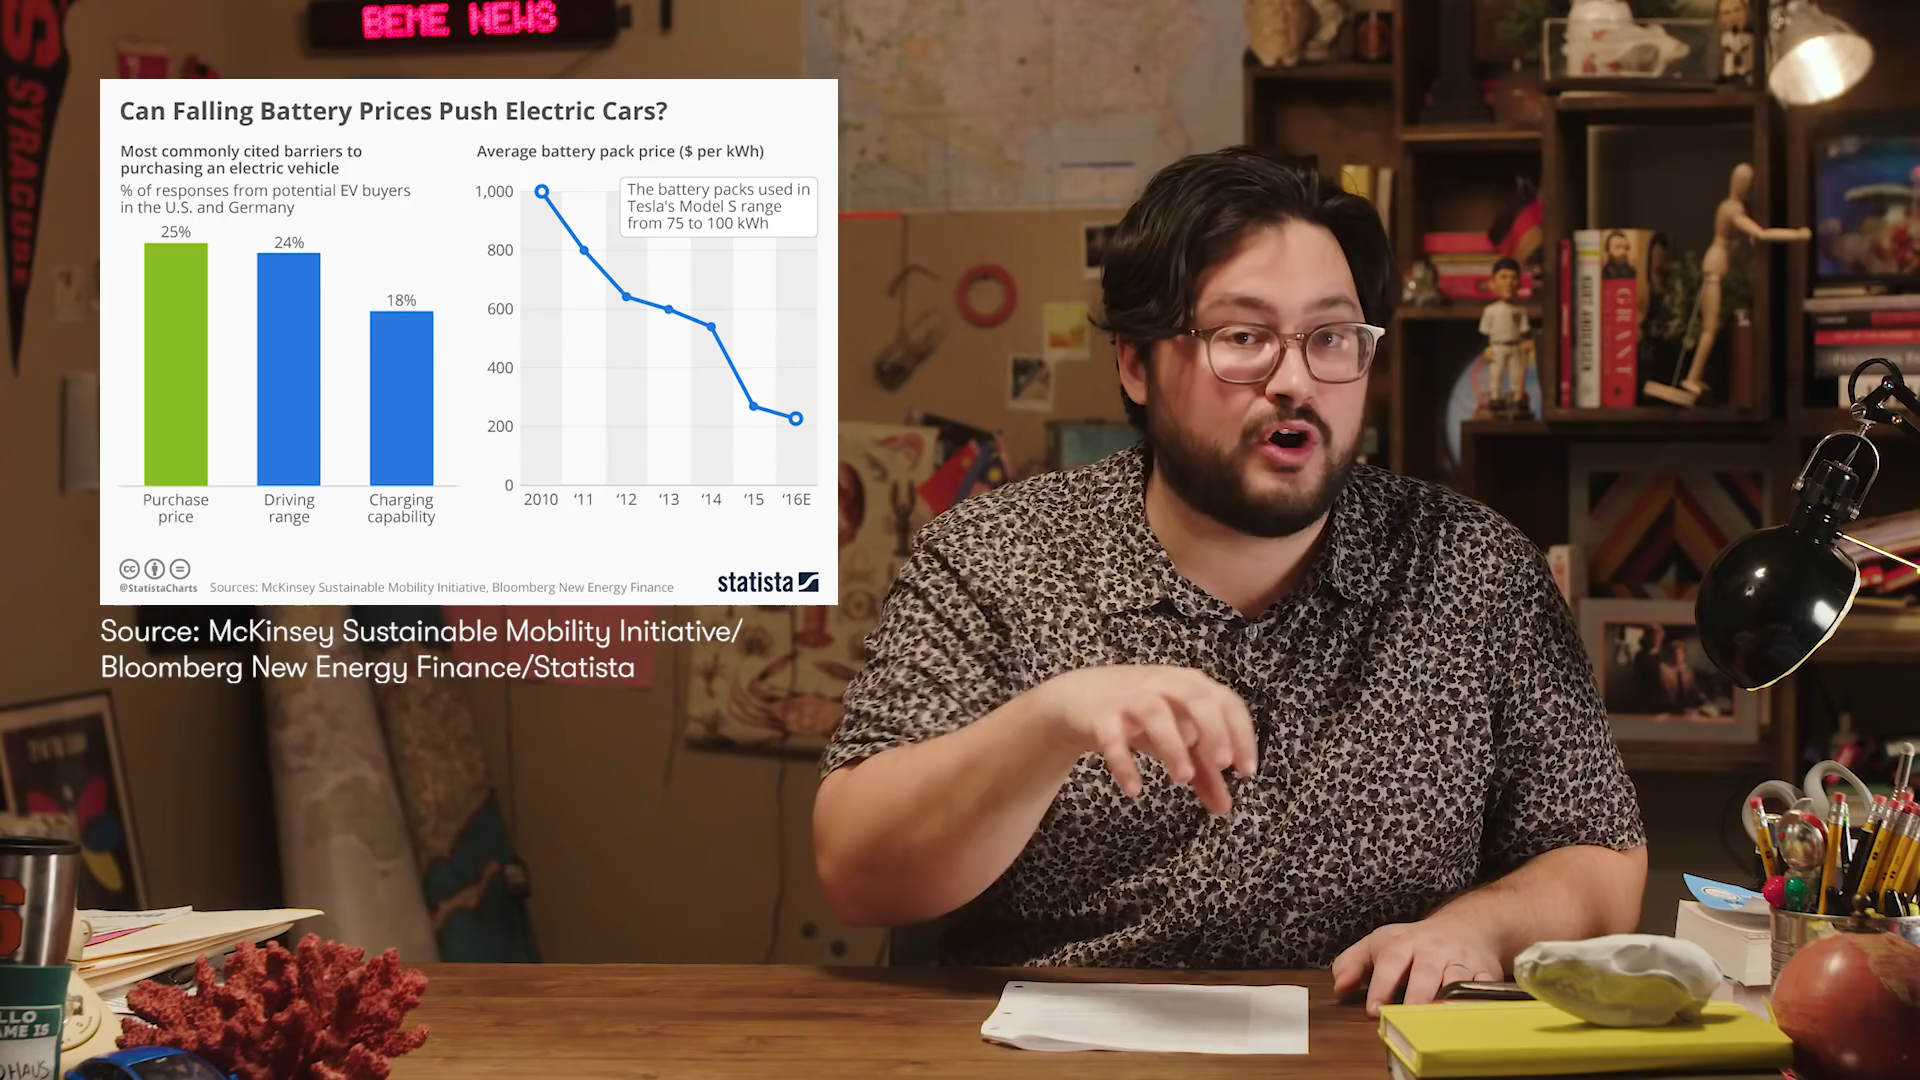 BEME NEWS
SYRACUSE
Can Falling Battery Prices Push Electric Cars?
Most commonly cited barriers to
purchasing an electric vehicle
% of responses from potential EV buyers
in the U.S. and Germany
25%
24%
18%
Purchase
price
Driving
range
Charging
capability
Average battery pack price ($ per kWh)
The battery packs used in
Tesla's Model S range
from 75 to 100 kWh
1,000
800
600
400
200
0
2010 '11 '12 '13 '14 '15 '16E
@StatistaCharts Sources: McKinsey Sustainable Mobility Initiative, Bloomberg New Energy Finance
statista
Source: McKinsey Sustainable Mobility Initiative/
Bloomberg New Energy Finance/Statista
GRANT